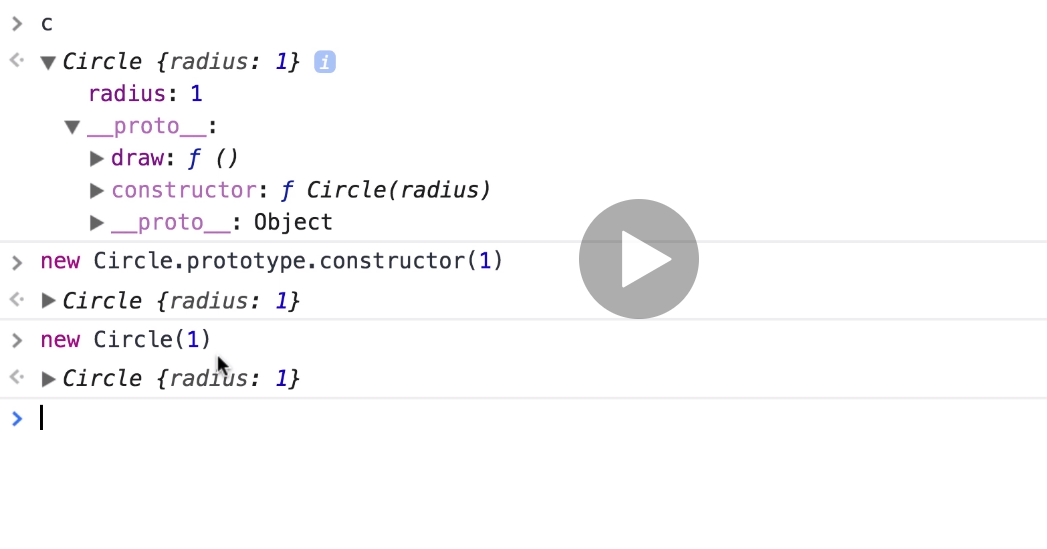 > c
Circle {radius: 1} i
radius: 1
__proto__:
draw: ƒ ()
constructor: ƒ Circle(radius)
__proto__: Object
> new Circle.prototype.constructor(1)
Circle {radius: 1}
> new Circle(1)
Circle {radius: 1}
>